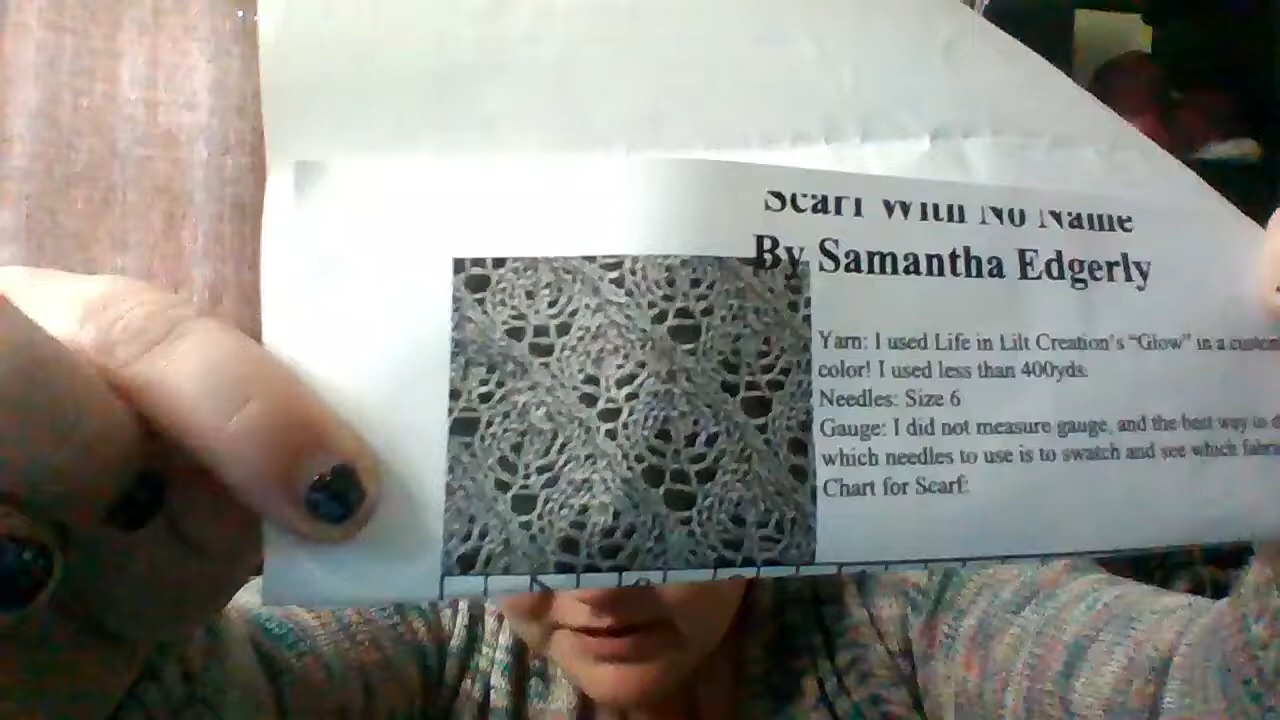 Scarf With No Name
By Samantha Edgerly
Yarn: I used Life in Lilt Creation's "Glow" in a custom
color! I used less than 400yds.
Needles: Size 6
Gauge: I did not measure gauge, and the best way to
which needles to use is to swatch and see which
Chart for Scarf: